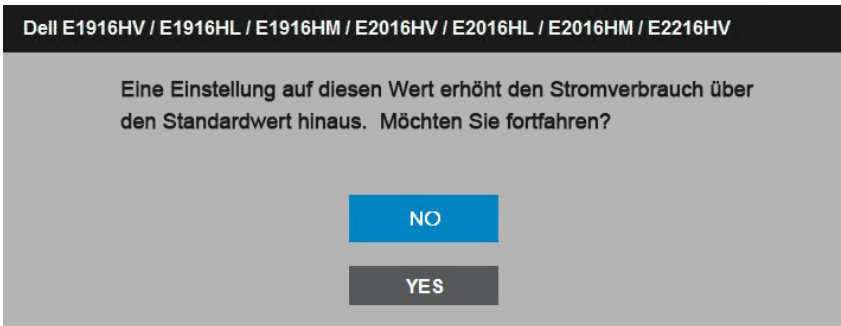 Dell E1916HV / E1916HL / E1916HM / E2016HV / E2016HL / E2016HM / E2216HV
Eine Einstellung auf diesen Wert erhöht den Stromverbrauch über
den Standardwert hinaus.  Möchten Sie fortfahren?
NO
YES